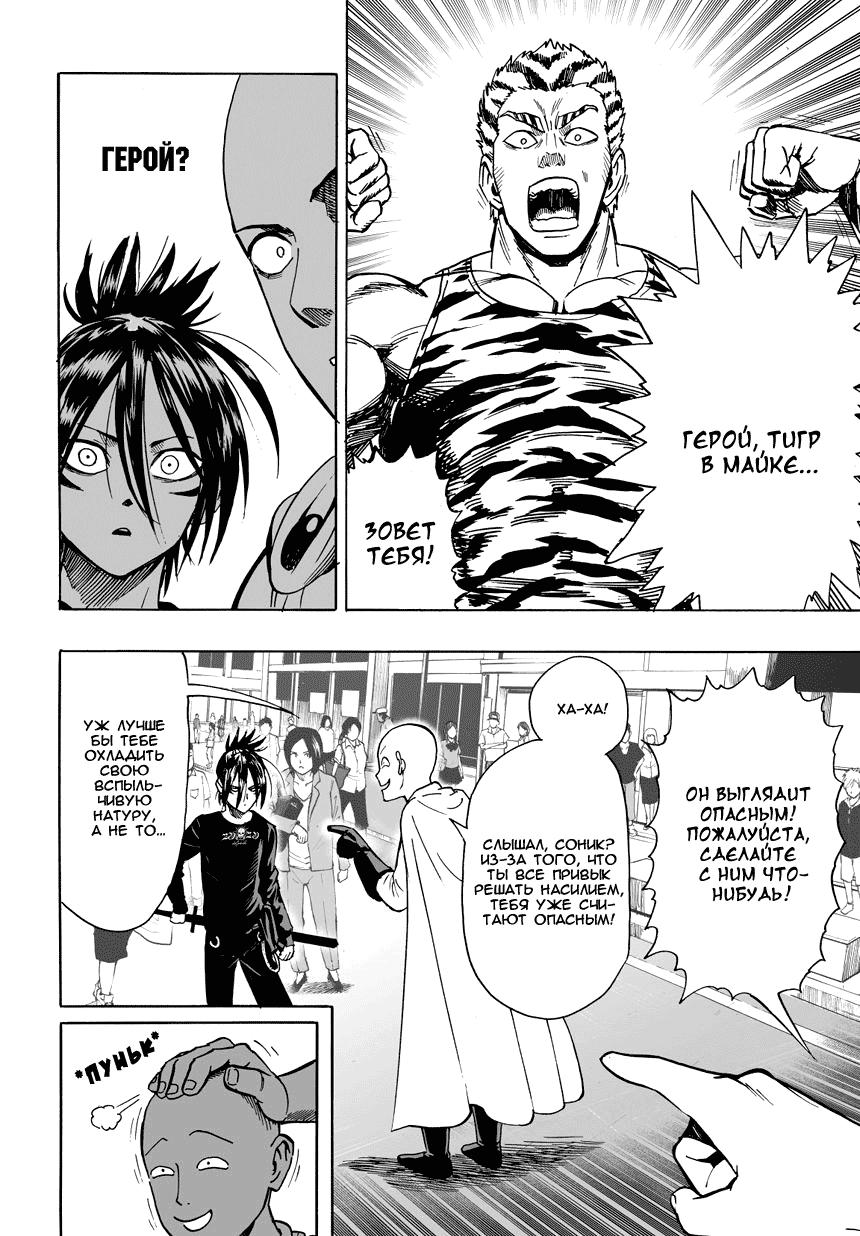 ГЕРОЙ, ТИГР
В МАЙКЕ...
ЗОВЕТ
ТЕБЯ!
ГЕРОЙ?
ОН ВЫГЛЯДИТ
ОПАСНЫМ!
ПОЖАЛУЙСТА,
СДЕЛАЙТЕ
С НИМ ЧТО-
НИБУДЬ!
ХА-ХА!
СЛЫШАЛ, СОНИК?
ИЗ-ЗА ТОГО, ЧТО
ТЫ ВСЕ ПРИВЫК
РЕШАТЬ НАСИЛИЕМ,
ТЕБЯ УЖЕ СЧИ-
ТАЮТ ОПАСНЫМ!
УЖ ЛУЧШЕ
БЫ ТЕБЕ
ОХЛАДИТЬ
СВОЮ
ВСПЫЛЬ-
ЧИВУЮ
НАТУРУ,
А НЕ ТО...
*ПУНЬК*